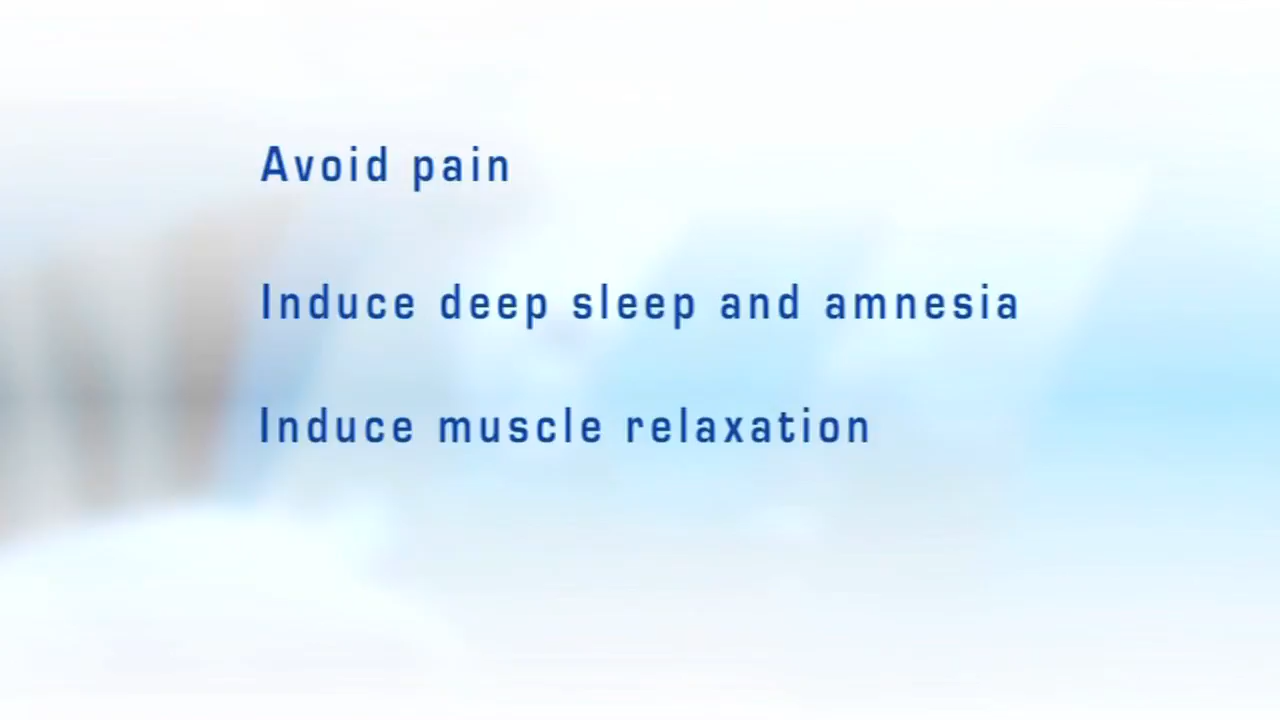 Avoid pain
Induce deep sleep and amnesia
Induce muscle relaxation